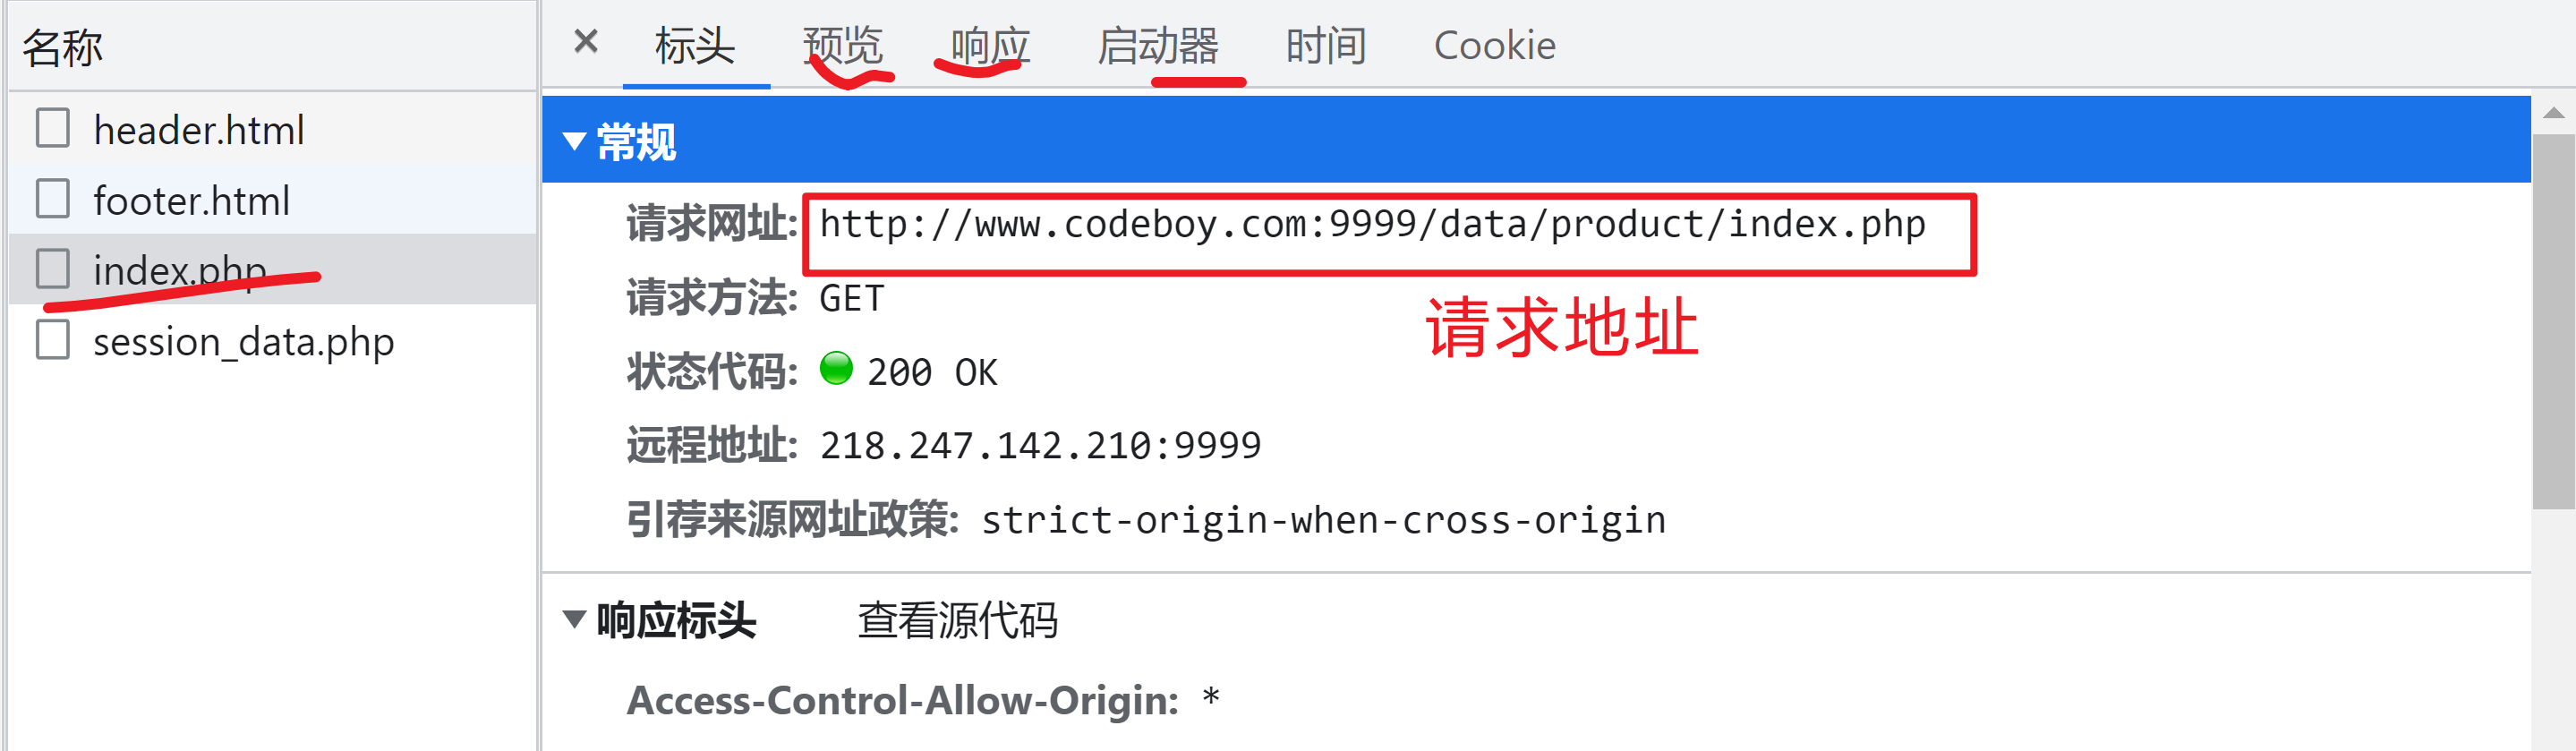 名称
header.html
footer.html
index.php
session_data.php
× 标头 预览 响应 启动器 时间 Cookie
常规
请求网址: http://www.codeboy.com:9999/data/product/index.php
请求方法: GET
请求地址
状态代码: 200 OK
远程地址: 218.247.142.210:9999
引荐来源网址政策: strict-origin-when-cross-origin
响应标头 查看源代码
Access-Control-Allow-Origin: *